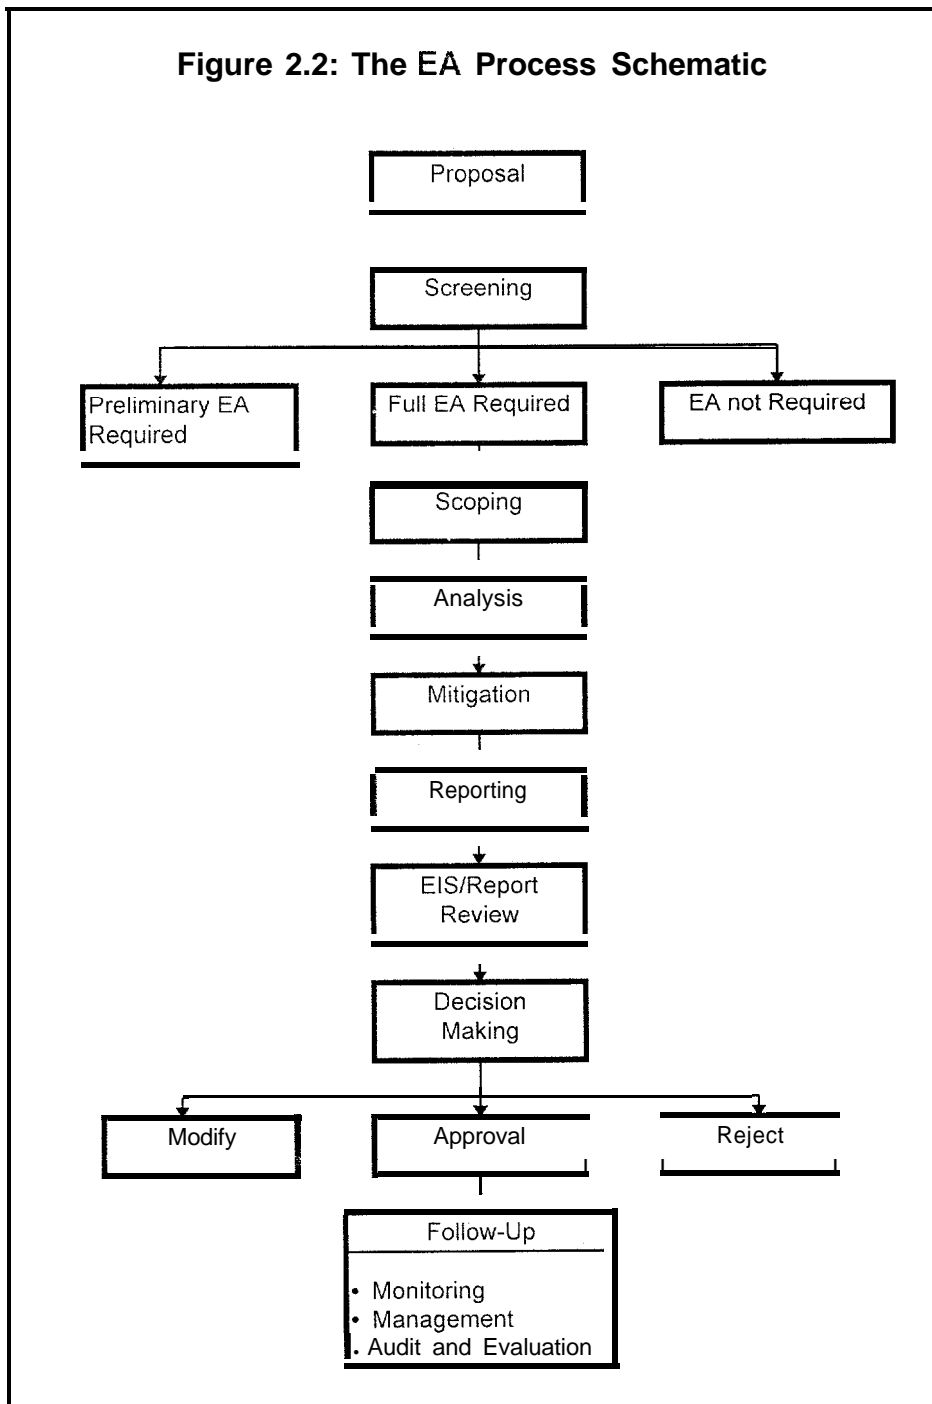 Figure 2.2: The EA Process Schematic
Proposal
Screening
Preliminary EA
Required
Full EA Required
EA not Required
Scoping
Analysis
Mitigation
Reporting
EIS/Report
Review
Decision
Making
Modify
Approval
Reject
Follow-Up
• Monitoring
• Management
. Audit and Evaluation